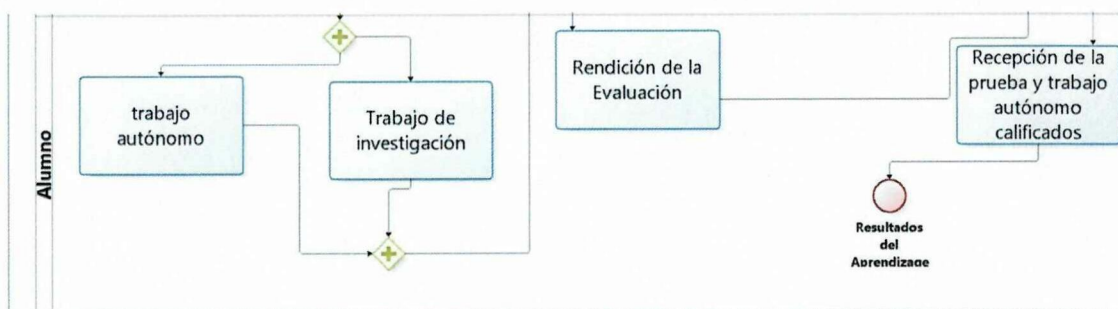 Alumno
trabajo
autónomo
Trabajo de
investigación
Rendición de la
Evaluación
Recepción de la
prueba y trabajo
autónomo
calificados
Resultados
del
Aprendizage